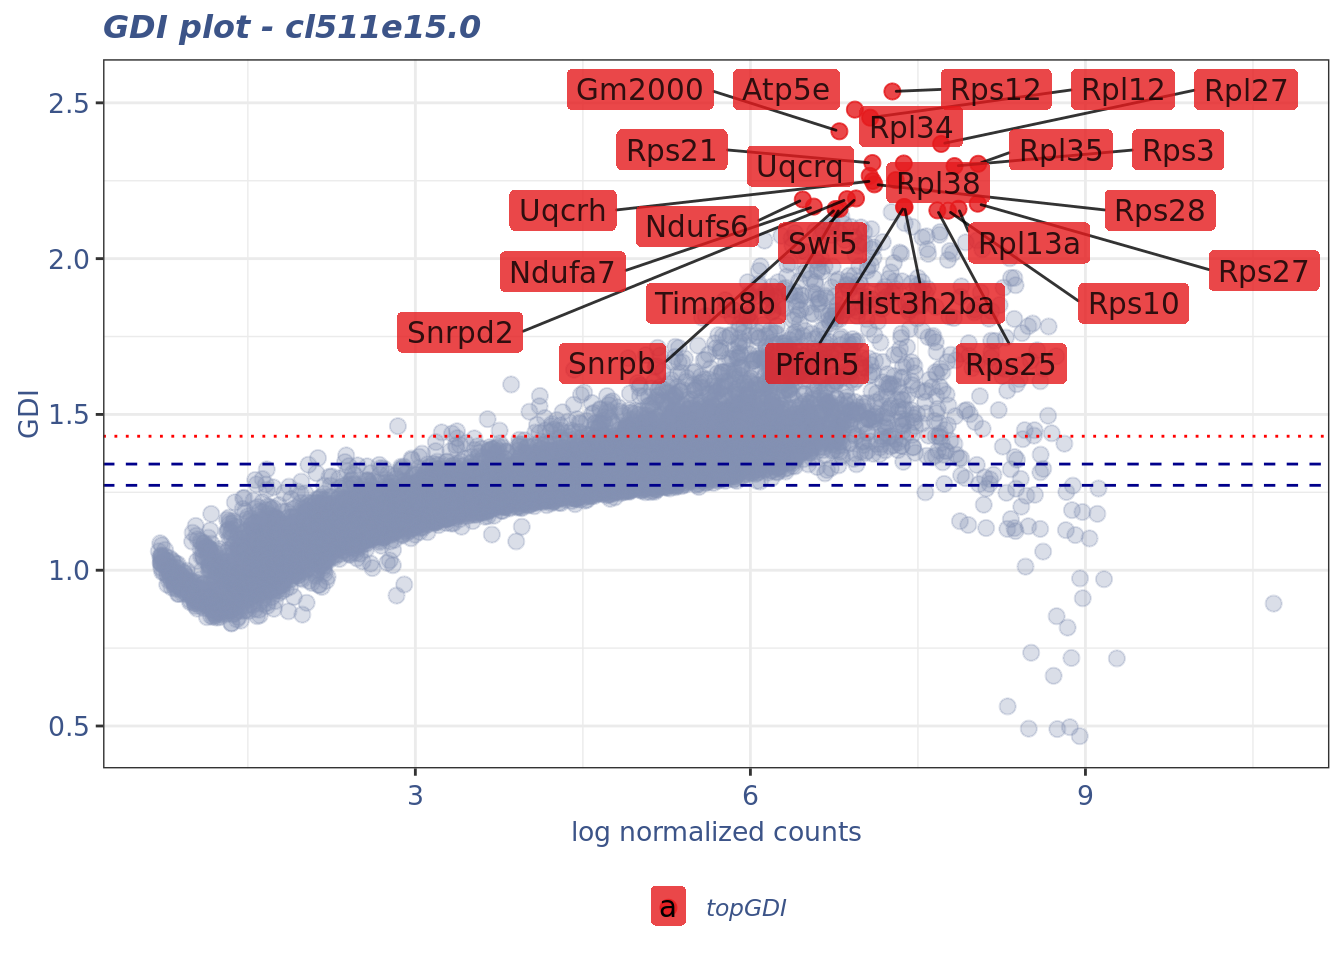 GDI plot - cl511e15.0
Gm2000
Atp5e
Rps12
Rpl12
Rpl27
Rpl34
Rps21
Uqcrq
Rpl35
Rps3
Rpl38
Uqcrh
Ndufs6
Rps28
Swi5
Rpl13a
Ndufa7
Rps27
Timm8b
Hist3h2ba
Rps10
Snrpd2
Snrpb
Pfdn5
Rps25
2.5
2.0
1.5
1.0
0.5
GDI
3
6
9
log normalized counts
a topGDI